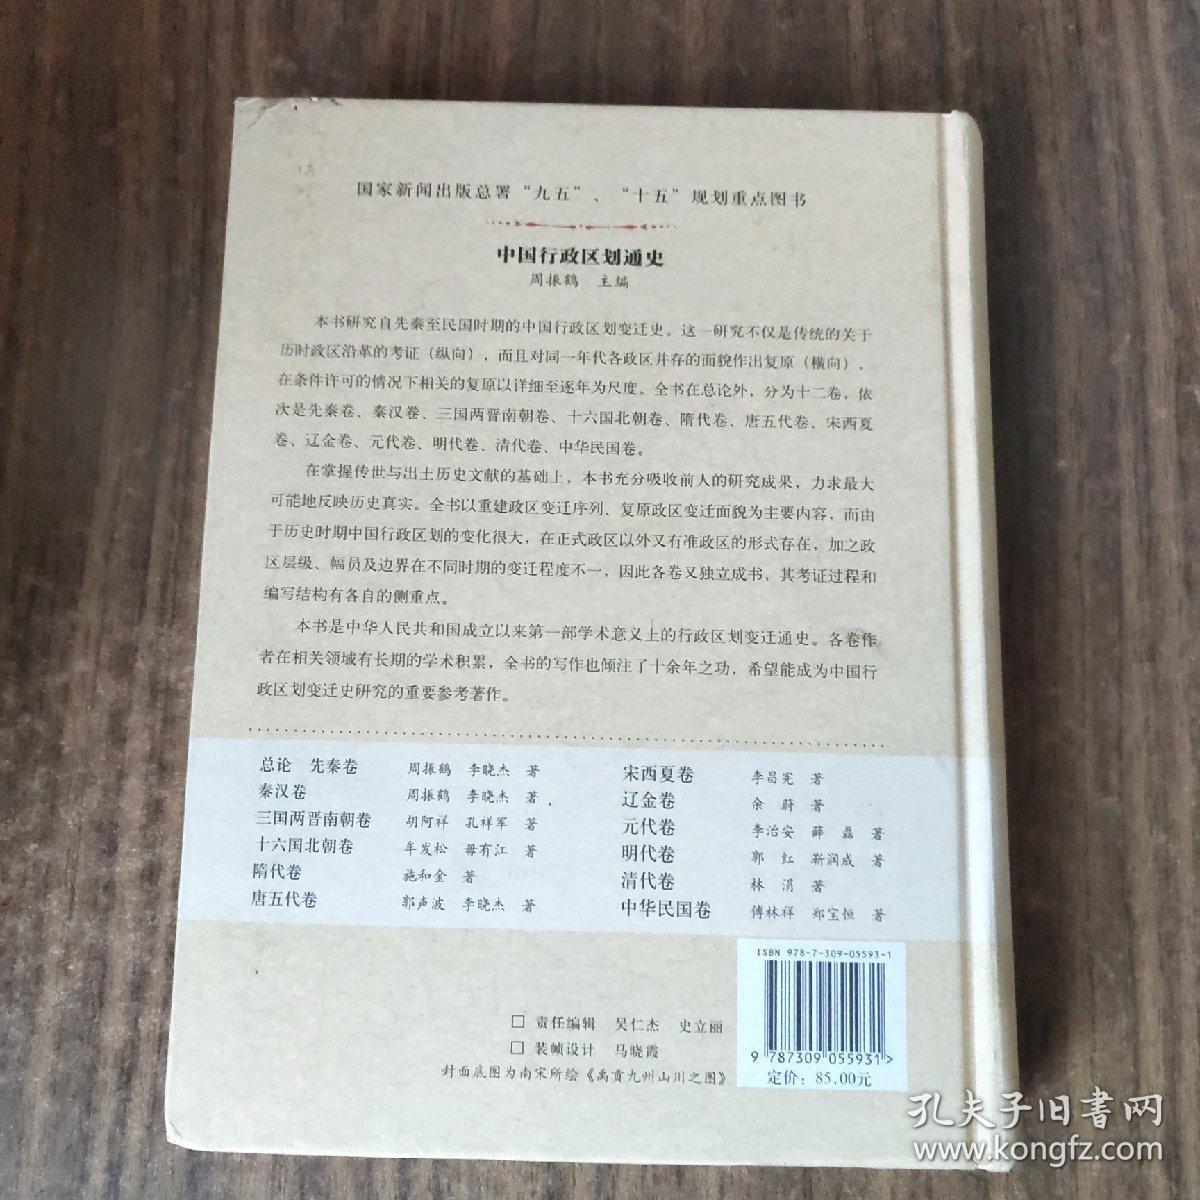 国家新闻出版总署“九五”、“十五”规划重点图书
中国行政区划通史
周振鹤 主编
本书研究自先秦至民国时期的中国行政区划变迁史。这一研究不仅是传统的关于
历时政区沿革的考证（纵向），而且对同一年代各政区并存的面貌作出复原（横向），
在条件许可的情况下相关的复原以详细至逐年为尺度。全书在总论外，分为十二卷，依
次是先秦卷、秦汉卷、三国两晋南朝卷、十六国北朝卷、隋代卷、唐五代卷、宋西夏
卷、辽金卷、元代卷、明代卷、清代卷、中华民国卷。
在掌握传世与出土历史文献的基础上，本书充分吸收前人的研究成果，力求最大
可能地反映历史真实。全书以重建政区变迁序列、复原政区变迁面貌为主要内容，而由
于历史时期中国行政区划的变化很大，在正式政区以外又有准政区的形式存在，加之政
区层级、幅员及边界在不同时期的变迁程度不一，因此各卷又独立成书，其考证过程和
编写结构有各自的侧重点。
本书是中华人民共和国成立以来第一部学术意义上的行政区划变迁通史。各卷作
者在相关领域有长期的学术积累，全书的写作也倾注了十余年之功，希望能成为中国行
政区划变迁史研究的重要参考著作。
总论 先秦卷 周振鹤 李晓杰 著
秦汉卷 周振鹤 李晓杰 著
三国两晋南朝卷 胡阿祥 孔祥军 著
十六国北朝卷 牟发松 毋有江 著
隋代卷 施和金 著
唐五代卷 郭声波 李晓杰 著
宋西夏卷 李昌宪 著
辽金卷 余蔚 著
元代卷 李治安 薛磊 著
明代卷 郭红 靳润成 著
清代卷 林涓 著
中华民国卷 傅林祥 郑宝恒 著
ISBN 978-7-309-05593-1
9 787309 055931>
定价：85.00元
□ 责任编辑 吴仁杰 史立丽
□ 装帧设计 马晓霞
封面底图为南宋所绘《禹贡九州山川之图》
孔夫子旧书网
www.kongfz.com